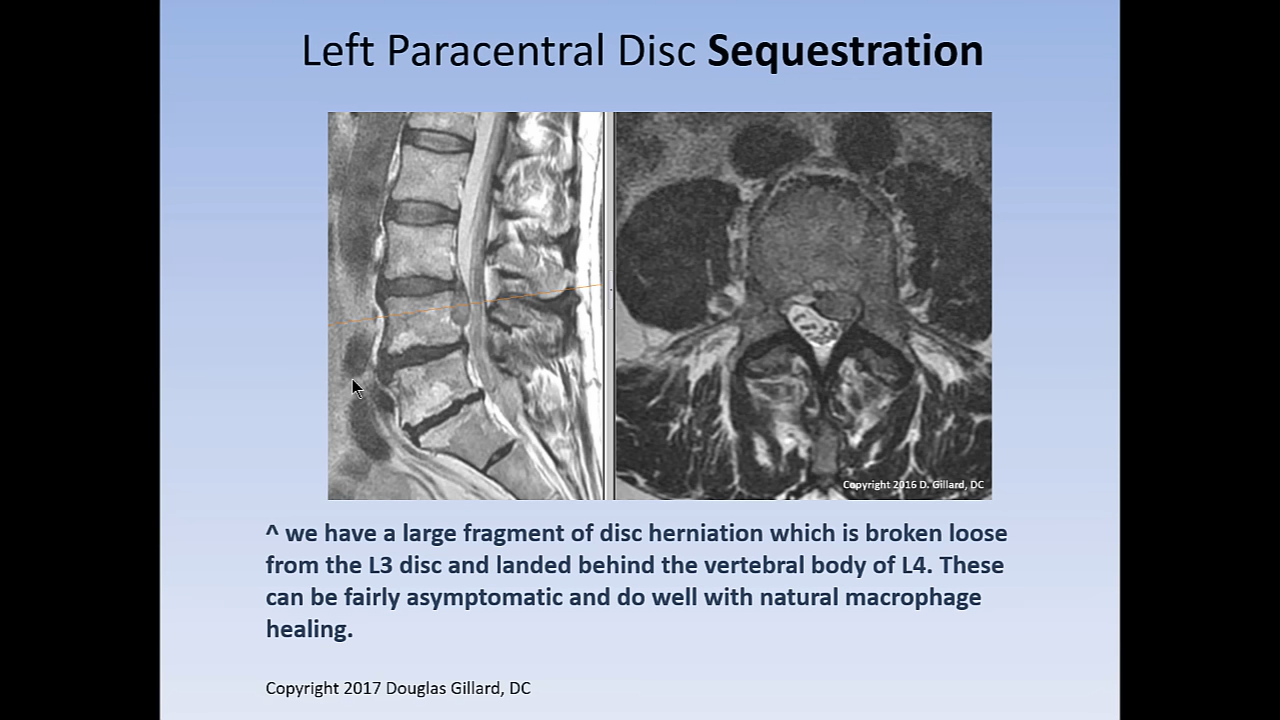 Left Paracentral Disc Sequestration
Copyright 2016 D. Gillard, DC
^ we have a large fragment of disc herniation which is broken loose
from the L3 disc and landed behind the vertebral body of L4. These
can be fairly asymptomatic and do well with natural macrophage
healing.
Copyright 2017 Douglas Gillard, DC